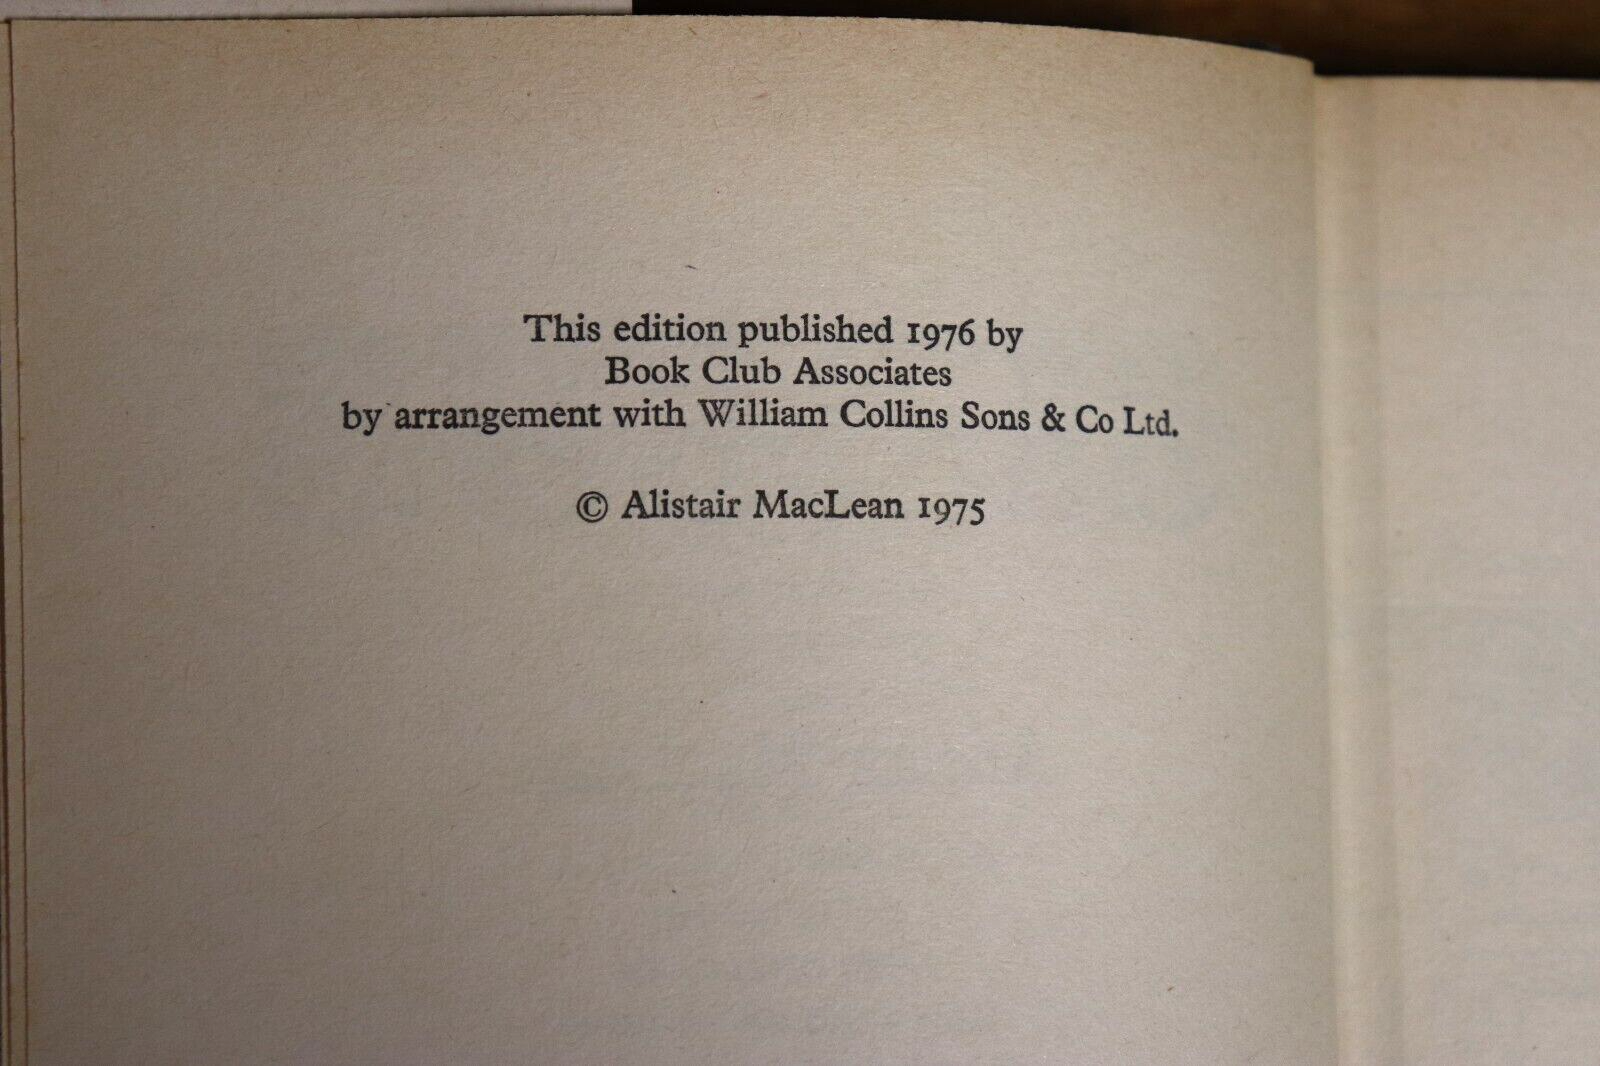 This edition published 1976 by
Book Club Associates
by arrangement with William Collins Sons & Co Ltd.
© Alistair MacLean 1975